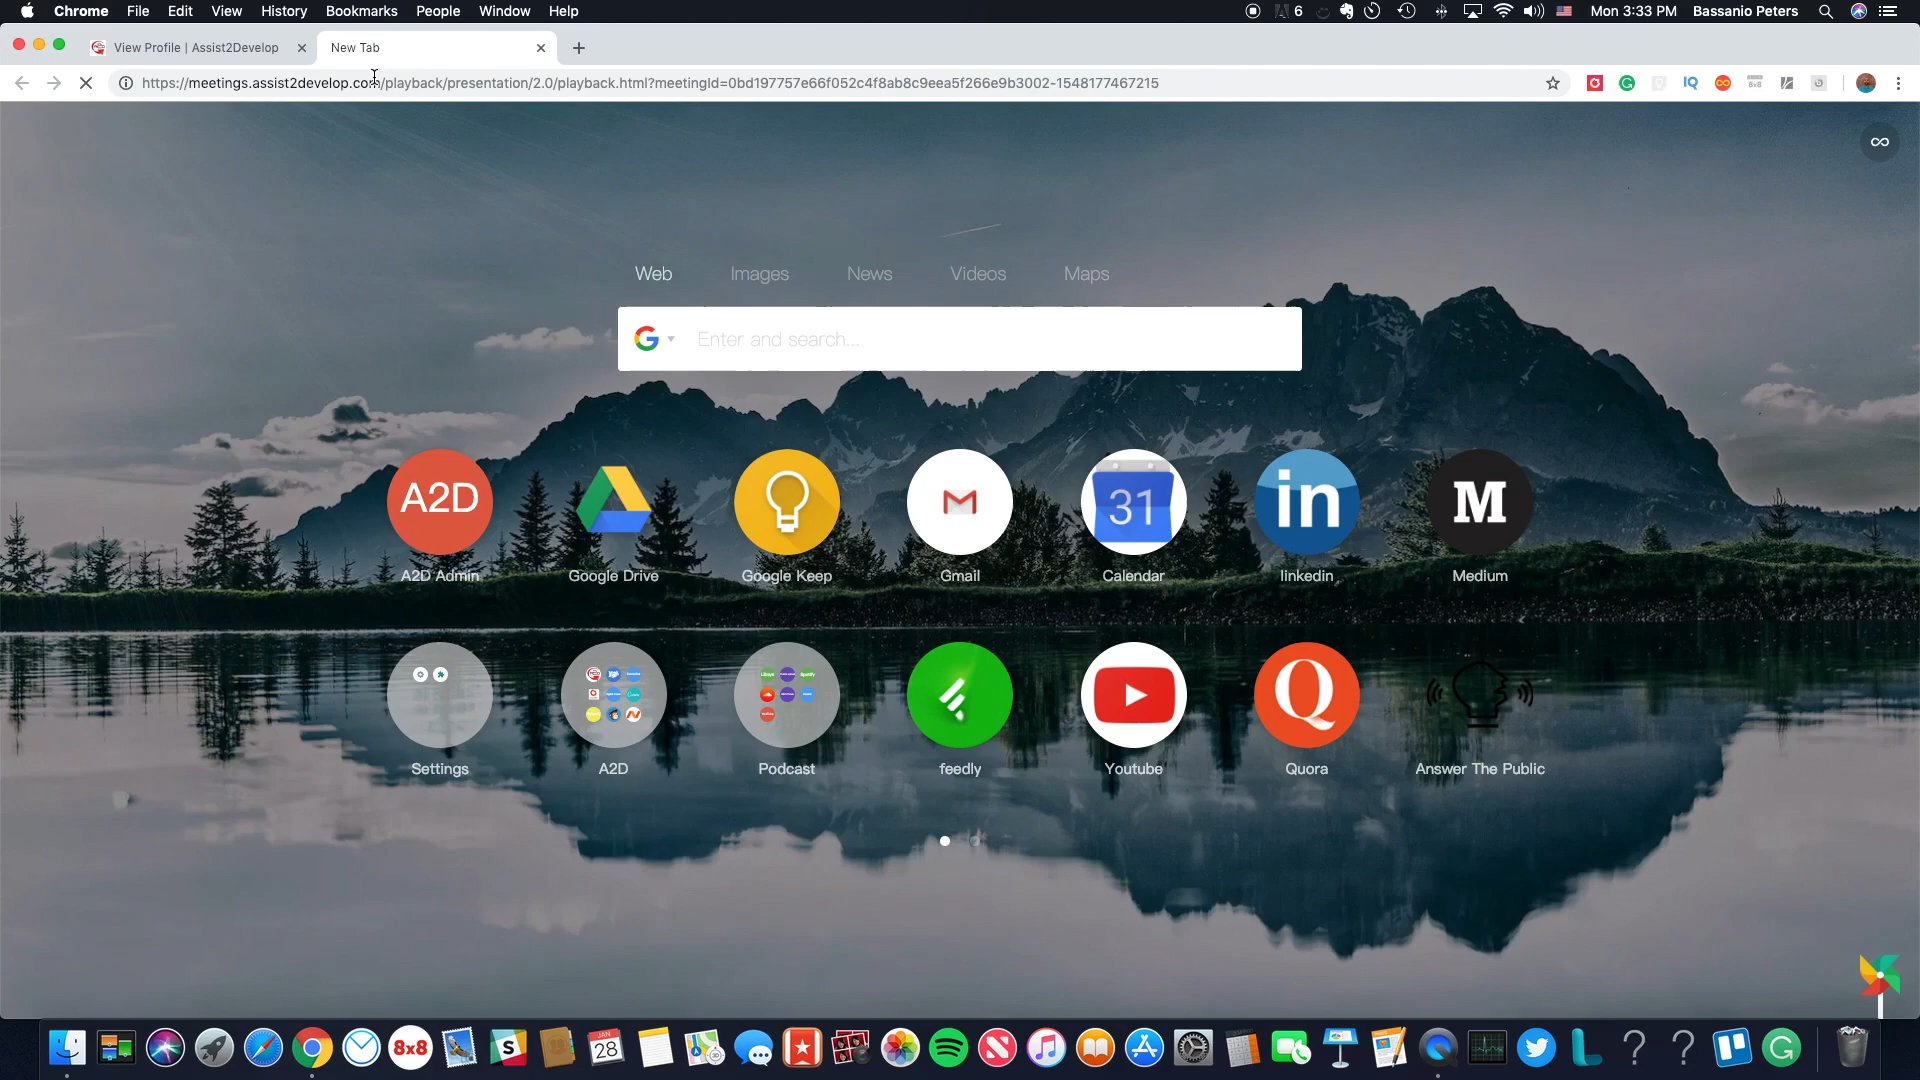 Chrome File Edit View History Bookmarks People Window Help 6 Mon 3:33 PM Bassanio Peters
View Profile | Assist2Develop New Tab
https://meetings.assist2develop.com/playback/presentation/2.0/playback.html?meetingId=0bd197757e66f052c4f8ab8c9eea5f266e9b3002-1548177467215
IQ 8x8
Web Images News Videos Maps
G Enter and search...
A2D 31 in M
A2D Admin Google Drive Google Keep Gmail Calendar linkedin Medium
Q
Settings A2D Podcast feedly Youtube Quora Answer The Public
8x8 S JAN 28 ? ? G